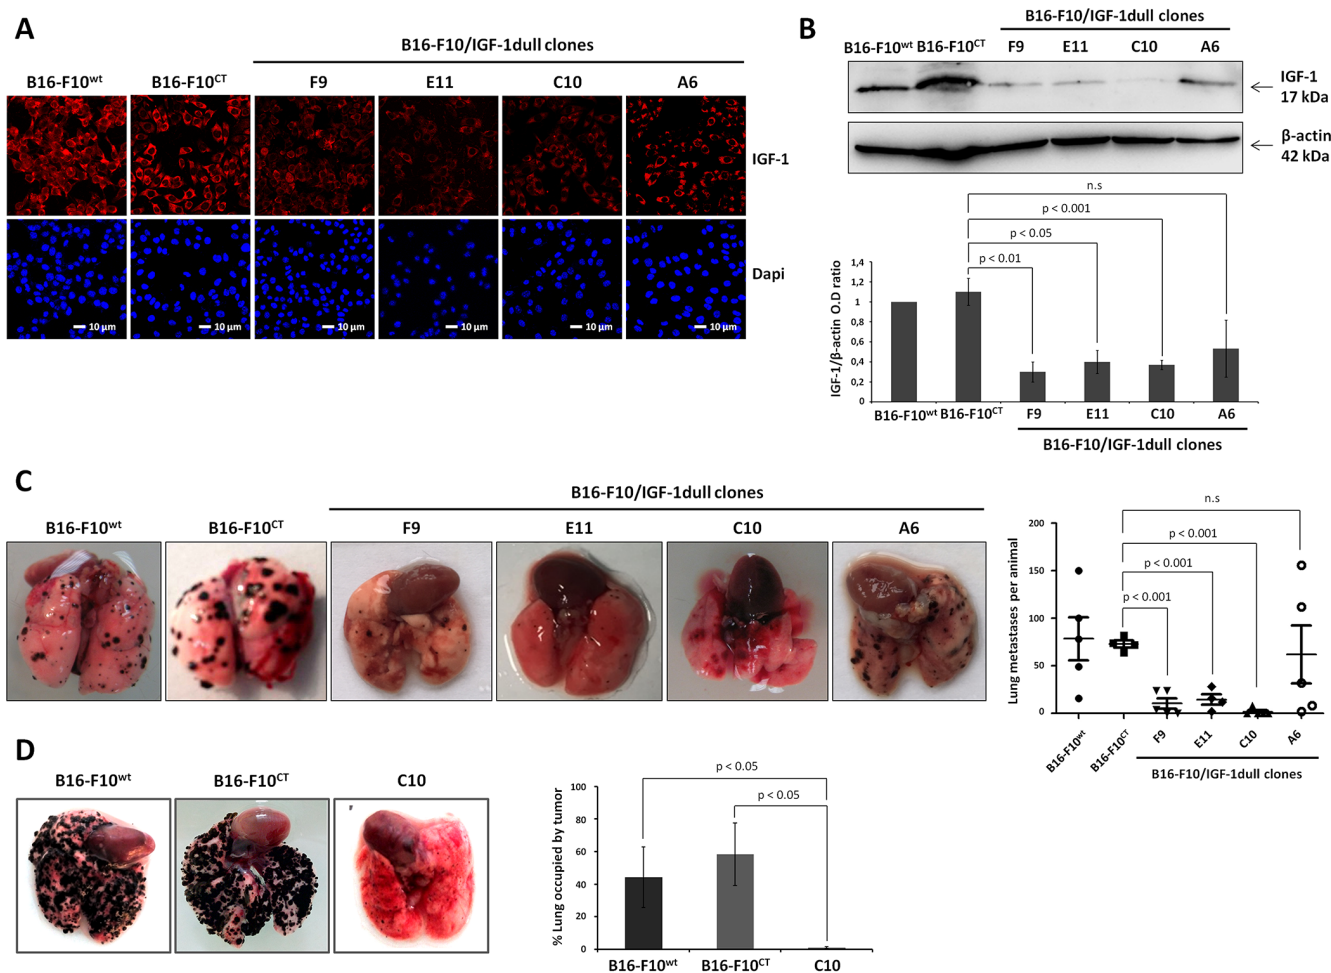 A
B16-F10/IGF-1dull clones
B16-F10wt B16-F10CT F9 E11 C10 A6
IGF-1
Dapi
10 µm 10 µm 10 µm 10 µm 10 µm 10 µm
B
B16-F10/IGF-1dull clones
B16-F10wt B16-F10CT F9 E11 C10 A6
IGF-1
17 kDa
β-actin
42 kDa
n.s
p < 0.001
p < 0.05
p < 0.01
IGF-1/β-actin O.D ratio
1,4
1,2
1
0,8
0,6
0,4
0,2
0
B16-F10wt B16-F10CT F9 E11 C10 A6
B16-F10/IGF-1dull clones
C
B16-F10/IGF-1dull clones
B16-F10wt B16-F10CT F9 E11 C10 A6
n.s
p < 0.001
p < 0.001
p < 0.001
Lung metastases per animal
200
150
100
50
0
B16-F10wt B16-F10CT F9 E11 C10 A6
B16-F10/IGF-1dull clones
D
B16-F10wt B16-F10CT C10
p < 0.05
p < 0.05
% Lung occupied by tumor
100
80
60
40
20
0
B16-F10wt B16-F10CT C10